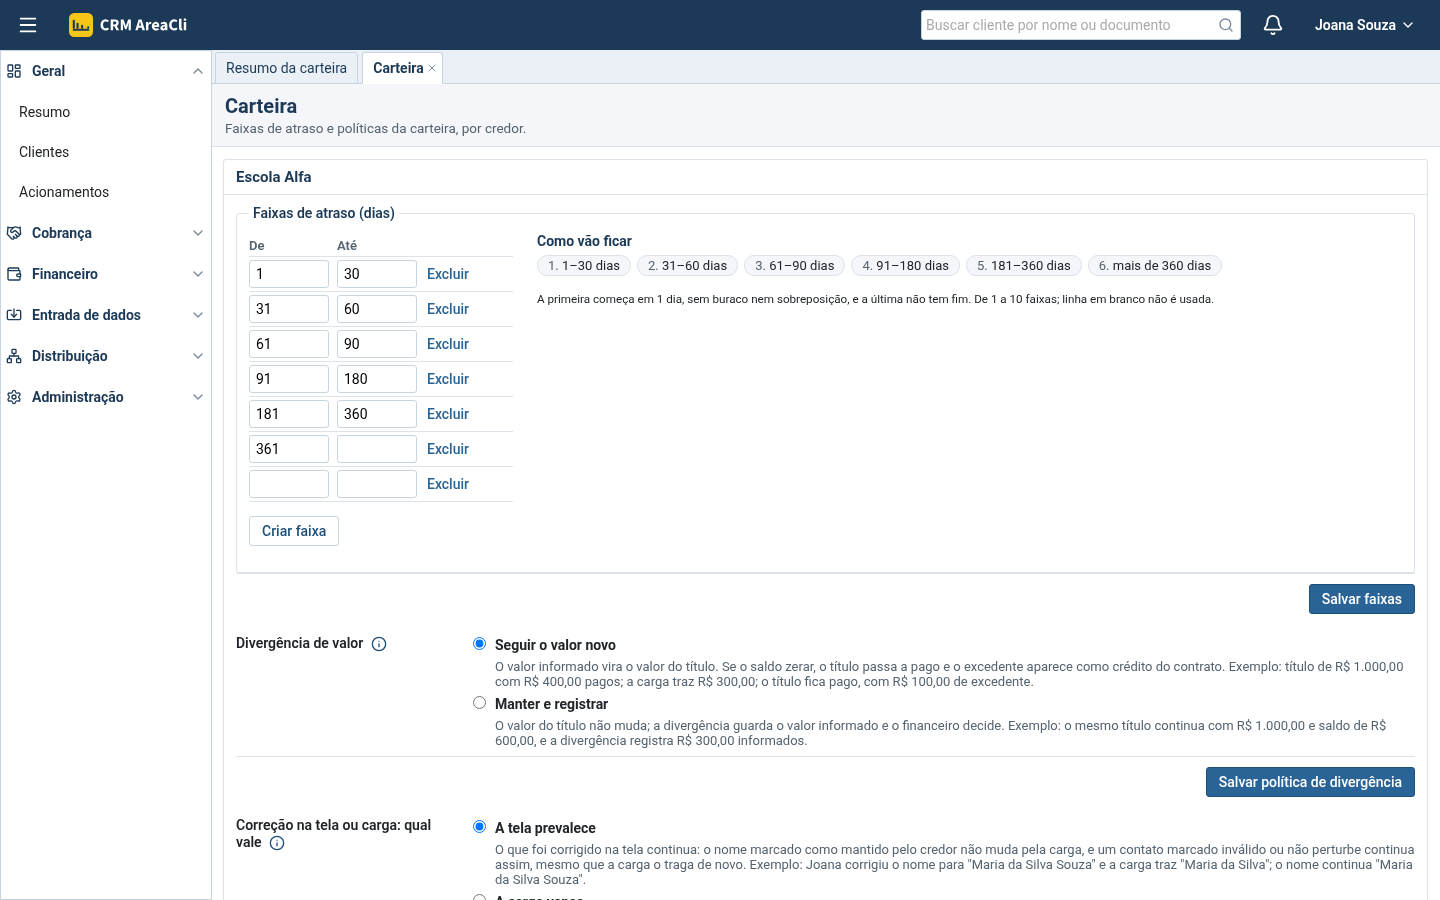 CRM AreaCli
Buscar cliente por nome ou documento
Joana Souza
Geral
Resumo
Clientes
Acionamentos
Cobrança
Financeiro
Entrada de dados
Distribuição
Administração
Resumo da carteira
Carteira
Carteira
Faixas de atraso e políticas da carteira, por credor.
Escola Alfa
Faixas de atraso (dias)
De Até
1 30 Excluir
31 60 Excluir
61 90 Excluir
91 180 Excluir
181 360 Excluir
361 Excluir
Excluir
Criar faixa
Como vão ficar
1. 1–30 dias 2. 31–60 dias 3. 61–90 dias 4. 91–180 dias 5. 181–360 dias 6. mais de 360 dias
A primeira começa em 1 dia, sem buraco nem sobreposição, e a última não tem fim. De 1 a 10 faixas; linha em branco não é usada.
Salvar faixas
Divergência de valor
Seguir o valor novo
O valor informado vira o valor do título. Se o saldo zerar, o título passa a pago e o excedente aparece como crédito do contrato. Exemplo: título de R$ 1.000,00
com R$ 400,00 pagos; a carga traz R$ 300,00; o título fica pago, com R$ 100,00 de excedente.
Manter e registrar
O valor do título não muda; a divergência guarda o valor informado e o financeiro decide. Exemplo: o mesmo título continua com R$ 1.000,00 e saldo de R$
600,00, e a divergência registra R$ 300,00 informados.
Salvar política de divergência
Correção na tela ou carga: qual
vale
A tela prevalece
O que foi corrigido na tela continua: o nome marcado como mantido pelo credor não muda pela carga, e um contato marcado inválido ou não perturbe continua
assim, mesmo que a carga o traga de novo. Exemplo: Joana corrigiu o nome para "Maria da Silva Souza" e a carga traz "Maria da Silva"; o nome continua "Maria
da Silva Souza".